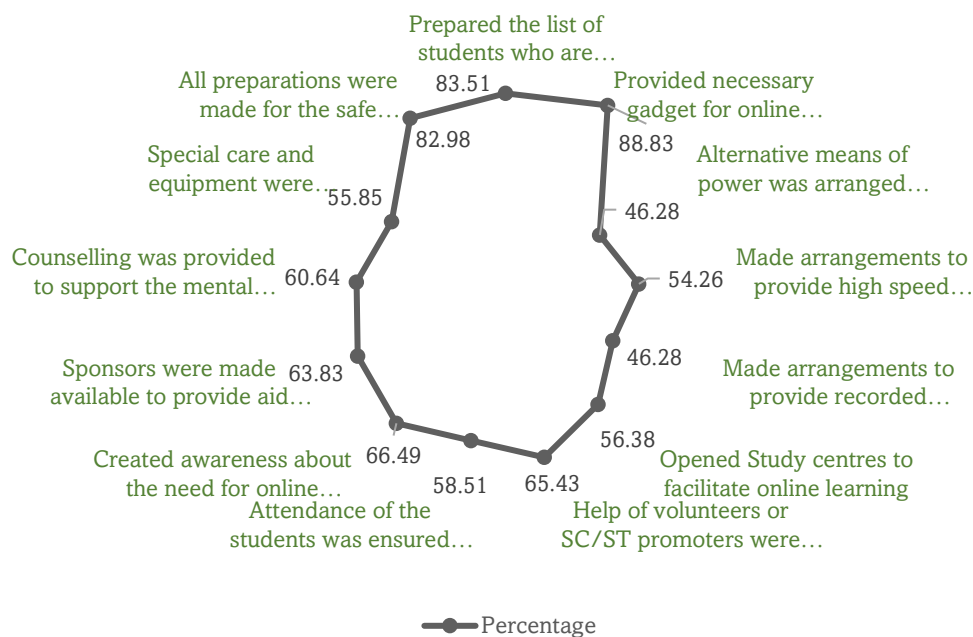 Prepared the list of
students who are…
83.51
Provided necessary
gadget for online…
88.83
Alternative means of
power was arranged…
46.28
Made arrangements to
provide high speed…
54.26
Made arrangements to
provide recorded…
46.28
Opened Study centres to
facilitate online learning
56.38
Help of volunteers or
SC/ST promoters were…
65.43
Attendance of the
students was ensured…
58.51
Created awareness about
the need for online…
66.49
Sponsors were made
available to provide aid…
63.83
Counselling was provided
to support the mental…
60.64
Special care and
equipment were…
55.85
All preparations were
made for the safe…
82.98
Percentage